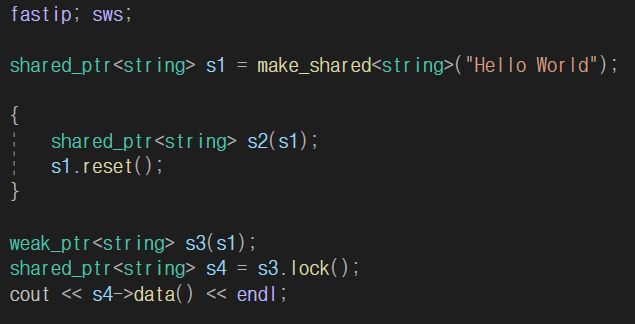 fastip; sws;
shared_ptr<string> s1 = make_shared<string>("Hello World");
{
shared_ptr<string> s2(s1);
s1.reset();
}
weak_ptr<string> s3(s1);
shared_ptr<string> s4 = s3.lock();
cout << s4->data() << endl;